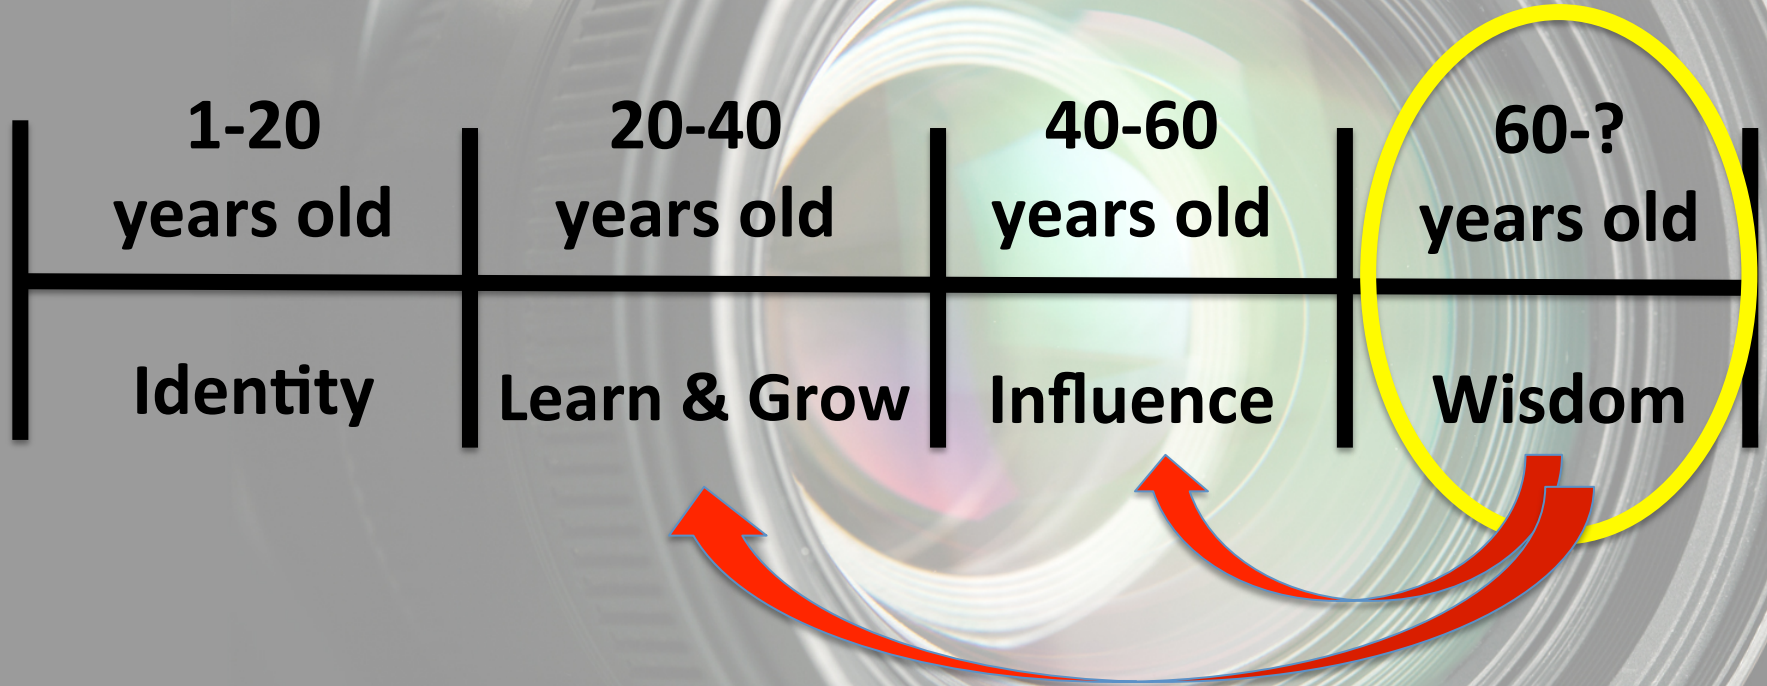 1-20
years old
20-40
years old
40-60
years old
60-?
years old
Identity
Learn & Grow
Influence
Wisdom